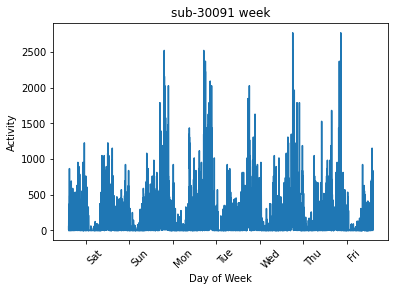 sub-30091 week
Activity
2500
2000
1500
1000
500
0
Sat
Sun
Mon
Tue
Wed
Thu
Fri
Day of Week